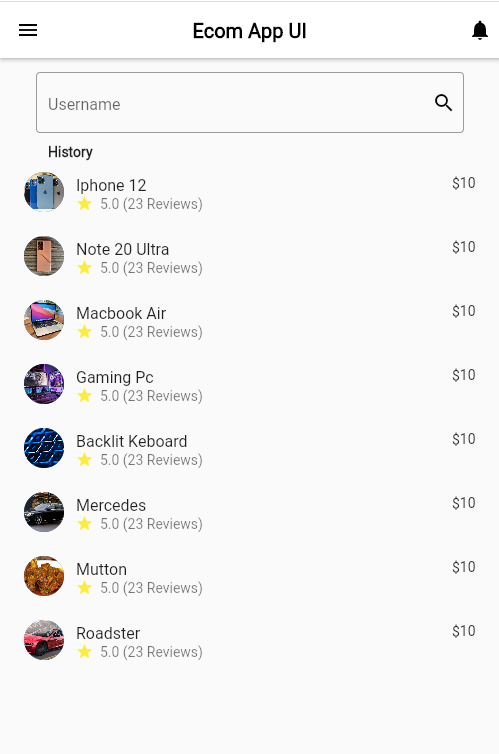 Ecom App UI
Username
History
Iphone 12
$10
5.0 (23 Reviews)
Note 20 Ultra
$10
5.0 (23 Reviews)
Macbook Air
$10
5.0 (23 Reviews)
Gaming Pc
$10
5.0 (23 Reviews)
Backlit Keboard
$10
5.0 (23 Reviews)
Mercedes
$10
5.0 (23 Reviews)
Mutton
$10
5.0 (23 Reviews)
Roadster
$10
5.0 (23 Reviews)